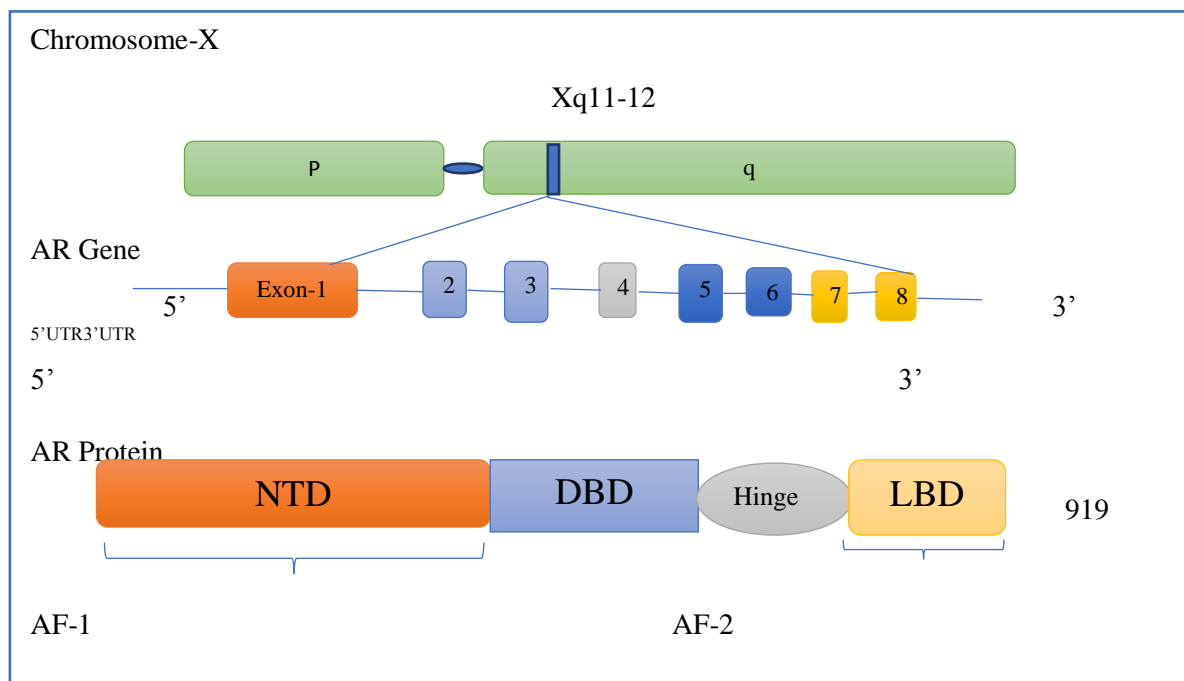 Chromosome-X
Xq11-12
P q
AR Gene
Exon-1 2 3 4 5 6 7 8
5’ 3’
5’UTR3’UTR
5’ 3’
AR Protein
NTD DBD Hinge LBD 919
AF-1 AF-2